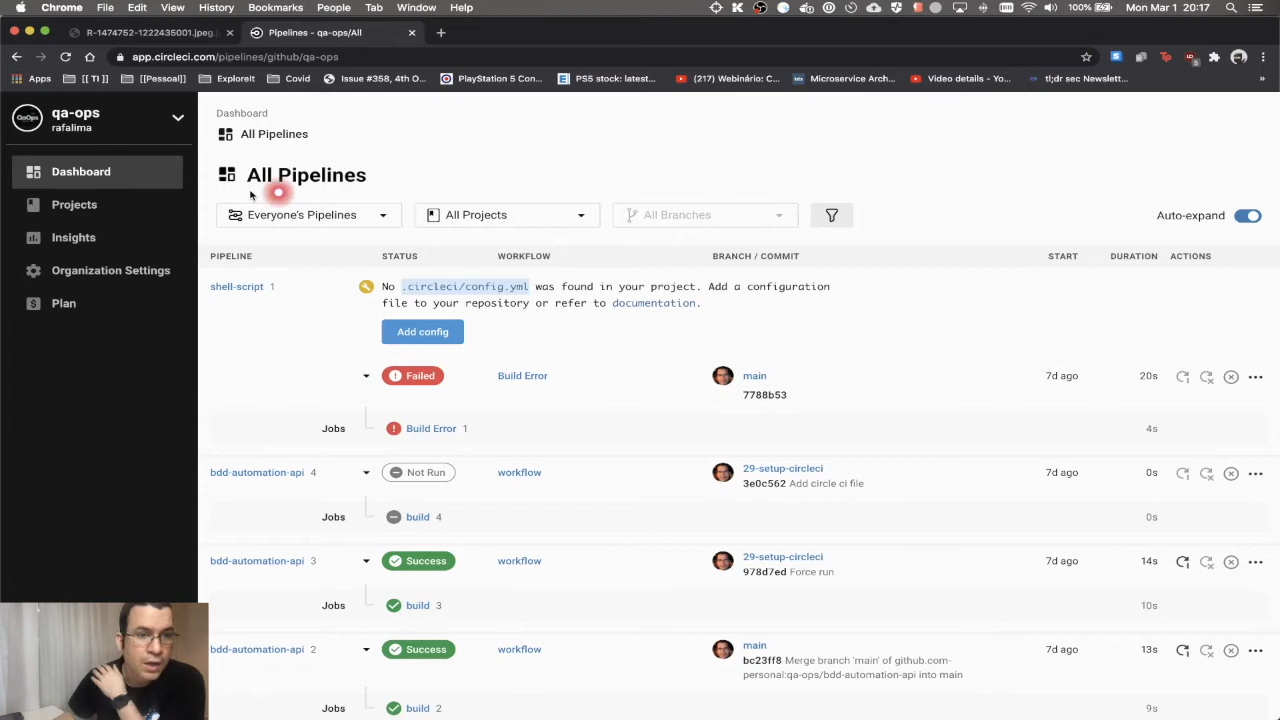 Chrome File Edit View History Bookmarks People Tab Window Help 100% Mon Mar 1 20:17
R-1474752-1222435001.jpeg Pipelines - qa-ops/All
app.circleci.com/pipelines/github/qa-ops
Apps [[ TI ]] [[Pessoal]] ExploreIt Covid Issue #358, 4th O... PlayStation 5 Con... PS5 stock: latest... (217) Webinário: C... Microservice Arch... Video details - Yo... tl;dr sec Newslett... »
QaOps
qa-ops
rafalima
Dashboard
Projects
Insights
Organization Settings
Plan
Dashboard
All Pipelines
All Pipelines
Everyone's Pipelines All Projects All Branches Auto-expand
PIPELINE STATUS WORKFLOW BRANCH / COMMIT START DURATION ACTIONS
shell-script 1 No .circleci/config.yml was found in your project. Add a configuration
file to your repository or refer to documentation.
Add config
Failed Build Error main 7d ago 20s
7788b53
Jobs Build Error 1 4s
bdd-automation-api 4 Not Run workflow 29-setup-circleci 7d ago 0s
3e0c562 Add circle ci file
Jobs build 4 0s
bdd-automation-api 3 Success workflow 29-setup-circleci 7d ago 14s
978d7ed Force run
Jobs build 3 10s
bdd-automation-api 2 Success workflow main 7d ago 13s
bc23ff8 Merge branch 'main' of github.com-
personal:qa-ops/bdd-automation-api into main
Jobs build 2 9s